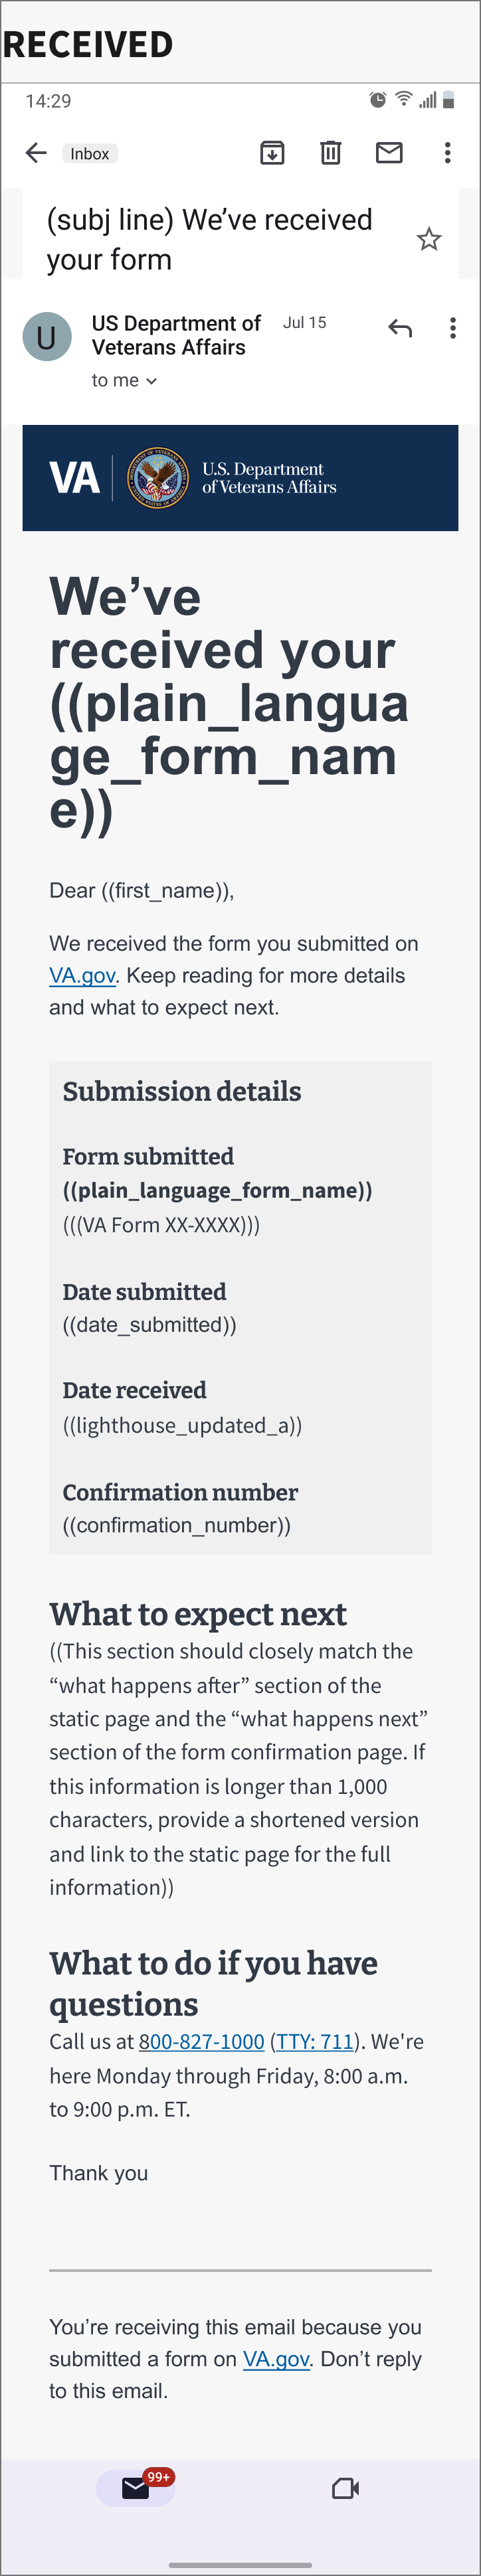 RECEIVED
14:29
Inbox
(subj line) We’ve received
your form
U
US Department of
Veterans Affairs
Jul 15
to me
VA
U.S. Department
of Veterans Affairs
We’ve
received your
((plain_langua
ge_form_nam
e))
Dear ((first_name)),
We received the form you submitted on
VA.gov. Keep reading for more details
and what to expect next.
Submission details
Form submitted
((plain_language_form_name))
(((VA Form XX-XXXX)))
Date submitted
((date_submitted))
Date received
((lighthouse_updated_a))
Confirmation number
((confirmation_number))
What to expect next
((This section should closely match the
“what happens after” section of the
static page and the “what happens next”
section of the form confirmation page. If
this information is longer than 1,000
characters, provide a shortened version
and link to the static page for the full
information))
What to do if you have
questions
Call us at 800-827-1000 (TTY: 711). We're
here Monday through Friday, 8:00 a.m.
to 9:00 p.m. ET.
Thank you
You’re receiving this email because you
submitted a form on VA.gov. Don’t reply
to this email.
99+